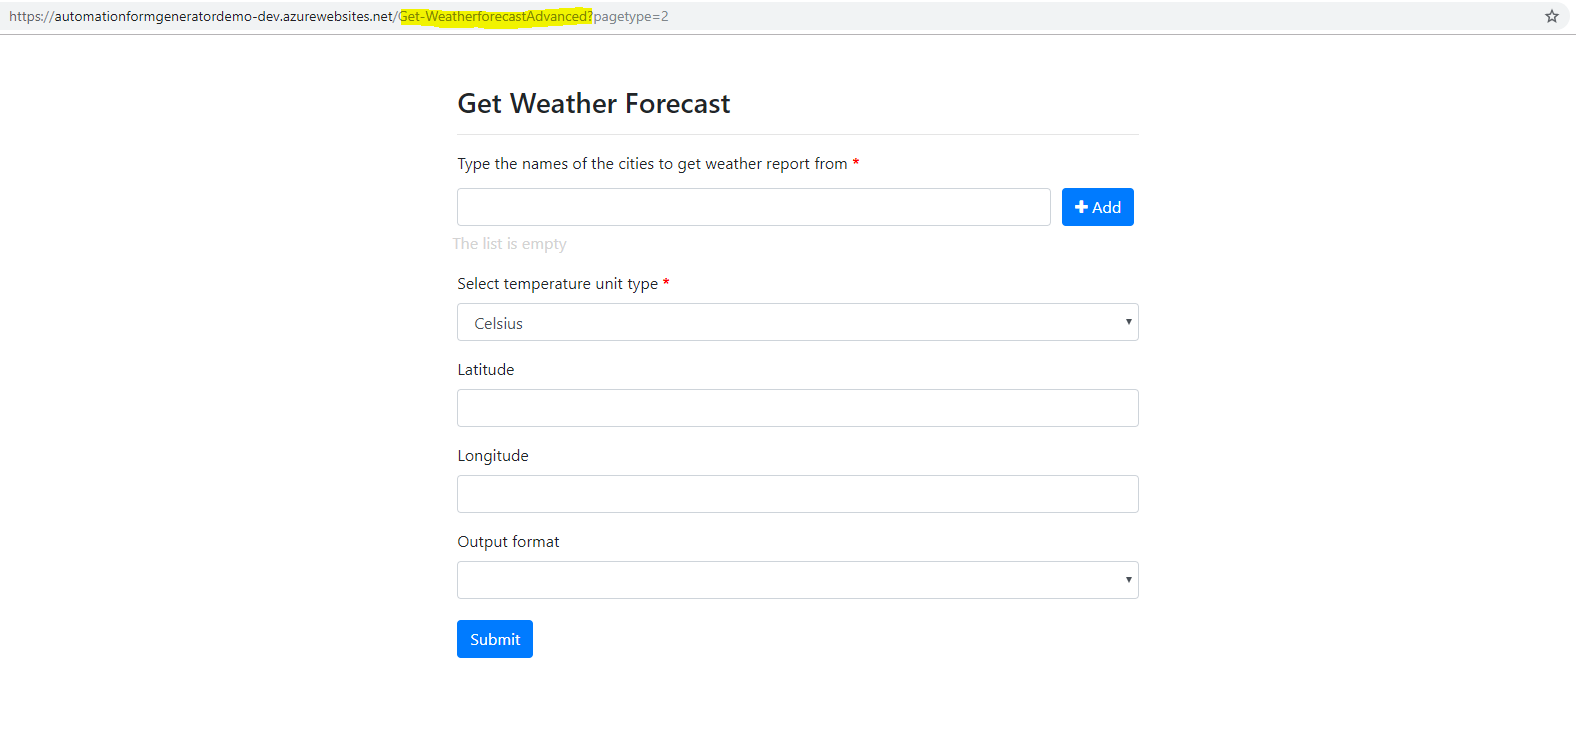 https://automationformgeneratordemo-dev.azurewebsites.net/Get-WeatherforecastAdvanced?pagetype=2
Get Weather Forecast
Type the names of the cities to get weather report from *
Add
The list is empty
Select temperature unit type *
Celsius
Latitude
Longitude
Output format
Submit